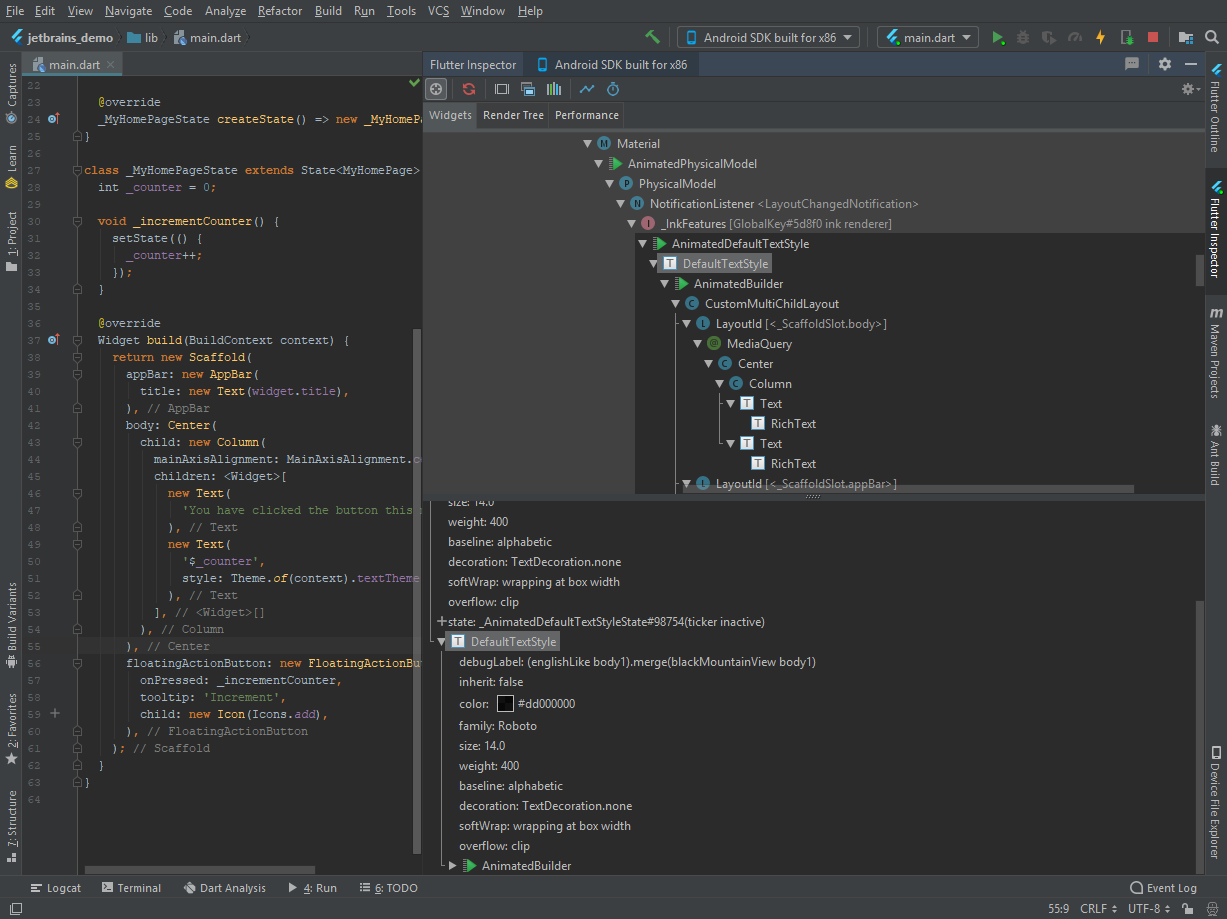 File Edit View Navigate Code Analyze Refactor Build Run Tools VCS Window Help
jetbrains_demo lib main.dart
Android SDK built for x86 main.dart
main.dart
Flutter Inspector Android SDK built for x86
Widgets Render Tree Performance
Captures
Learn
1: Project
Build Variants
2: Favorites
7: Structure
22
23 @override
24 _MyHomePageState createState() => new _MyHomePa
25 }
26
27 class _MyHomePageState extends State<MyHomePage>
28 int _counter = 0;
29
30 void _incrementCounter() {
31 setState(() {
32 _counter++;
33 });
34 }
35
36 @override
37 Widget build(BuildContext context) {
38 return new Scaffold(
39 appBar: new AppBar(
40 title: new Text(widget.title),
41 ), // AppBar
42 body: Center(
43 child: new Column(
44 mainAxisAlignment: MainAxisAlignment.c
45 children: <Widget>[
46 new Text(
47 'You have clicked the button this
48 ), // Text
49 new Text(
50 '$_counter',
51 style: Theme.of(context).textTheme
52 ), // Text
53 ], // <Widget>[]
54 ), // Column
55 ), // Center
56 floatingActionButton: new FloatingActionBu
57 onPressed: _incrementCounter,
58 tooltip: 'Increment',
59 child: new Icon(Icons.add),
60 ), // FloatingActionButton
61 ); // Scaffold
62 }
63 }
64
M Material
AnimatedPhysicalModel
P PhysicalModel
N NotificationListener <LayoutChangedNotification>
I _InkFeatures [GlobalKey#5d8f0 ink renderer]
AnimatedDefaultTextStyle
T DefaultTextStyle
AnimatedBuilder
C CustomMultiChildLayout
L LayoutId [<_ScaffoldSlot.body>]
MediaQuery
C Center
C Column
T Text
T RichText
T Text
T RichText
L LayoutId [<_ScaffoldSlot.appBar>]
size: 14.0
weight: 400
baseline: alphabetic
decoration: TextDecoration.none
softWrap: wrapping at box width
overflow: clip
state: _AnimatedDefaultTextStyleState#98754(ticker inactive)
T DefaultTextStyle
debugLabel: (englishLike body1).merge(blackMountainView body1)
inherit: false
color: #dd000000
family: Roboto
size: 14.0
weight: 400
baseline: alphabetic
decoration: TextDecoration.none
softWrap: wrapping at box width
overflow: clip
AnimatedBuilder
Flutter Outline
Flutter Inspector
m Maven Projects
Ant Build
Device File Explorer
Logcat Terminal Dart Analysis 4: Run 6: TODO Event Log
55:9 CRLF UTF-8